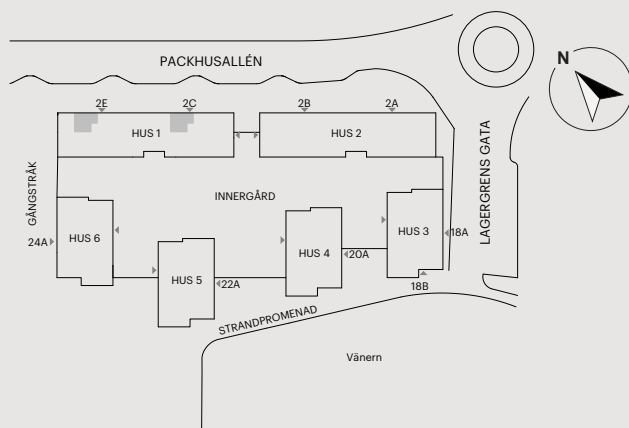 N
PACKHUSALLÉN
2E
2C
2B
2A
HUS 1
HUS 2
LAGERGRENS GATA
GÅNGSTRÅK
INNERGÅRD
24A
HUS 6
HUS 3
18A
HUS 4
20A
HUS 5
22A
18B
STRANDPROMENAD
Vänern